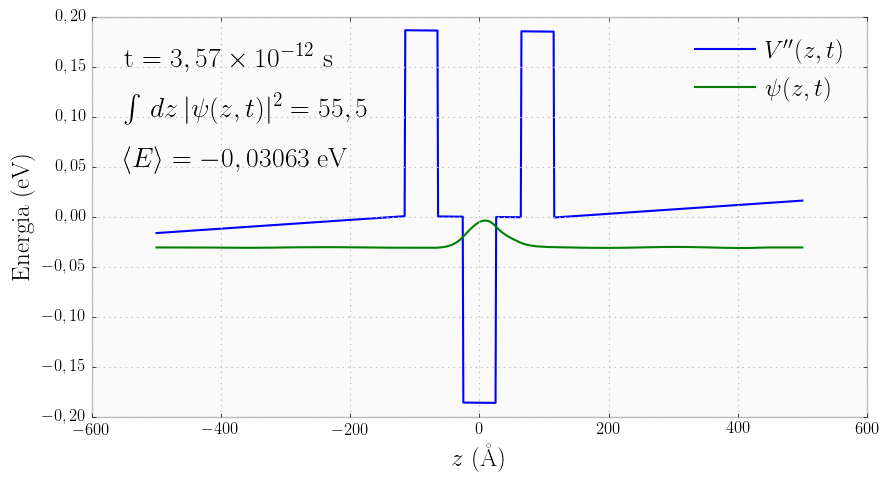 0,20
0,15
0,10
0,05
0,00
−0,05
−0,10
−0,15
−0,20
Energia (eV)
t = 3,57 × 10⁻¹² s
∫ dz |ψ(z,t)|² = 55,5
⟨E⟩ = −0,03063 eV
V′′(z,t)
ψ(z,t)
−600 −400 −200 0 200 400 600
z (Å)